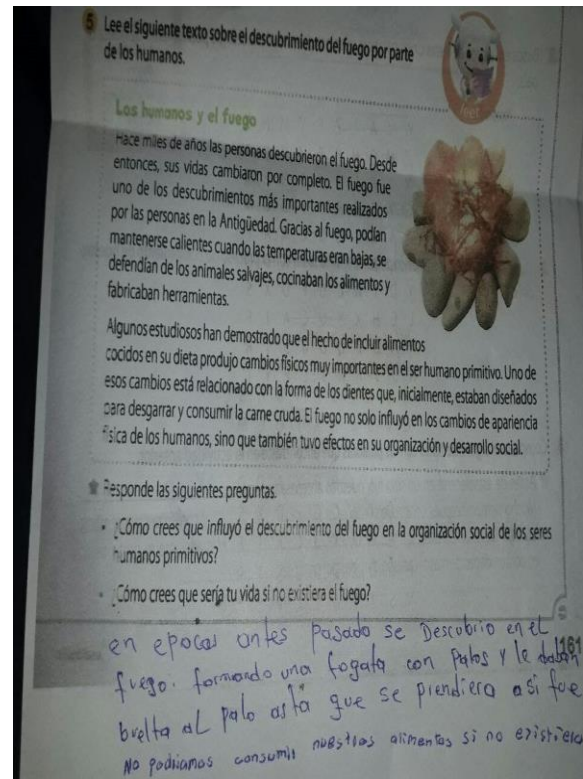 5 Lee el siguiente texto sobre el descubrimiento del fuego por parte
de los humanos.
Los humanos y el fuego
Hace miles de años las personas descubrieron el fuego. Desde
entonces, sus vidas cambiaron por completo. El fuego fue
uno de los descubrimientos más importantes realizados
por las personas en la Antigüedad. Gracias al fuego, podían
mantenerse calientes cuando las temperaturas eran bajas, se
defendían de los animales salvajes, cocinaban los alimentos y
fabricaban herramientas.
Algunos estudiosos han demostrado que el hecho de incluir alimentos
cocidos en su dieta produjo cambios físicos muy importantes en el ser humano primitivo. Uno de
esos cambios está relacionado con la forma de los dientes que, inicialmente, estaban diseñados
para desgarrar y consumir la carne cruda. El fuego no solo influyó en los cambios de apariencia
física de los humanos, sino que también tuvo efectos en su organización y desarrollo social.
Responde las siguientes preguntas.
• ¿Cómo crees que influyó el descubrimiento del fuego en la organización social de los seres
humanos primitivos?
• ¿Cómo crees que sería tu vida si no existiera el fuego?
161
en epocas antes pasado se Descubrio en el
fuego. formando una fogata con Palos y le daban
buelta al palo asta que se prendiera asi fue
No podriamos consumir nuestros alimentos si no existiera